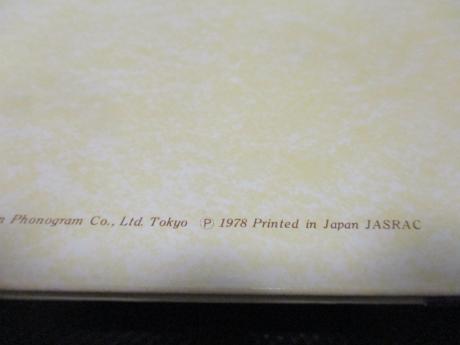 Phonogram Co., Ltd. Tokyo Ⓟ 1978 Printed in Japan JASRAC